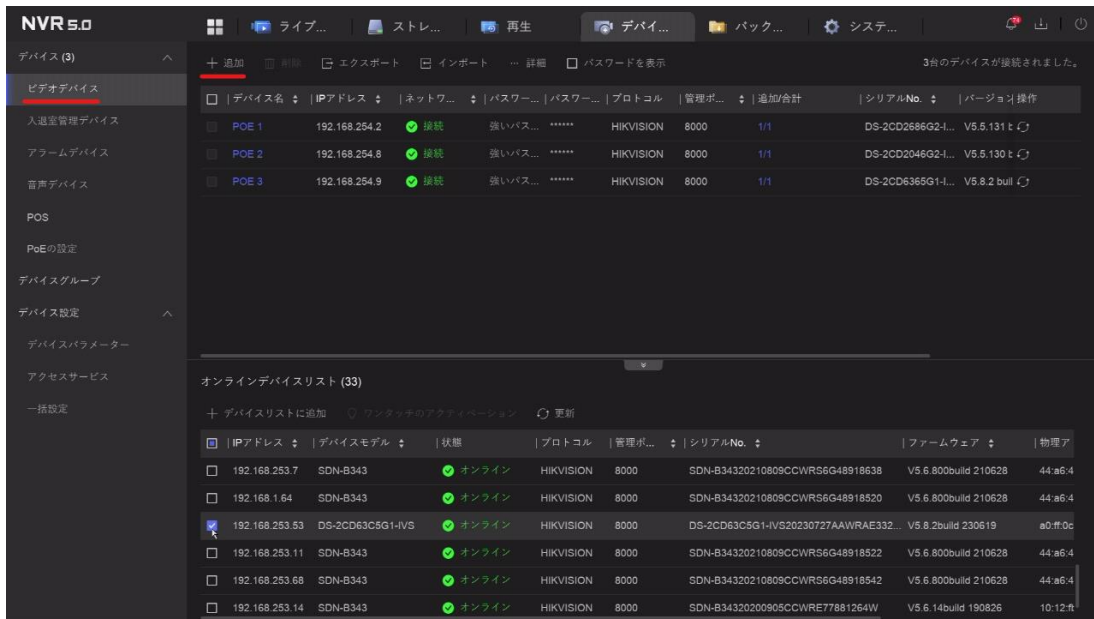 NVR 5.0
ライブ...
ストレ...
再生
デバイ...
バック...
システ...
デバイス (3)
ビデオデバイス
入退室管理デバイス
アラームデバイス
音声デバイス
POS
PoEの設定
デバイスグループ
デバイス設定
デバイスパラメーター
アクセスサービス
一括設定
追加 削除 エクスポート インポート ... 詳細 パスワードを表示 3台のデバイスが接続されました。
デバイス名 IPアドレス ネットワ... パスワー... パスワー... プロトコル 管理ポ... 追加/合計 シリアルNo. バージョン 操作
POE 1 192.168.254.2 接続 強いパス... ****** HIKVISION 8000 1/1 DS-2CD2686G2-I... V5.5.131 t
POE 2 192.168.254.8 接続 強いパス... ****** HIKVISION 8000 1/1 DS-2CD2046G2-I... V5.5.130 t
POE 3 192.168.254.9 接続 強いパス... ****** HIKVISION 8000 1/1 DS-2CD6365G1-I... V5.8.2 buil
オンラインデバイスリスト (33)
デバイスリストに追加 ワンタッチのアクティベーション 更新
IPアドレス デバイスモデル 状態 プロトコル 管理ポ... シリアルNo. ファームウェア 物理ア
192.168.253.7 SDN-B343 オンライン HIKVISION 8000 SDN-B34320210809CCWRS6G48918638 V5.6.800build 210628 44:a6:4
192.168.1.64 SDN-B343 オンライン HIKVISION 8000 SDN-B34320210809CCWRS6G48918520 V5.6.800build 210628 44:a6:4
192.168.253.53 DS-2CD63C5G1-IVS オンライン HIKVISION 8000 DS-2CD63C5G1-IVS20230727AAWRAE332... V5.8.2build 230619 a0:ff:0c
192.168.253.11 SDN-B343 オンライン HIKVISION 8000 SDN-B34320210809CCWRS6G48918522 V5.6.800build 210628 44:a6:4
192.168.253.68 SDN-B343 オンライン HIKVISION 8000 SDN-B34320210809CCWRS6G48918542 V5.6.800build 210628 44:a6:4
192.168.253.14 SDN-B343 オンライン HIKVISION 8000 SDN-B34320200905CCWRE77881264W V5.6.14build 190826 10:12:f